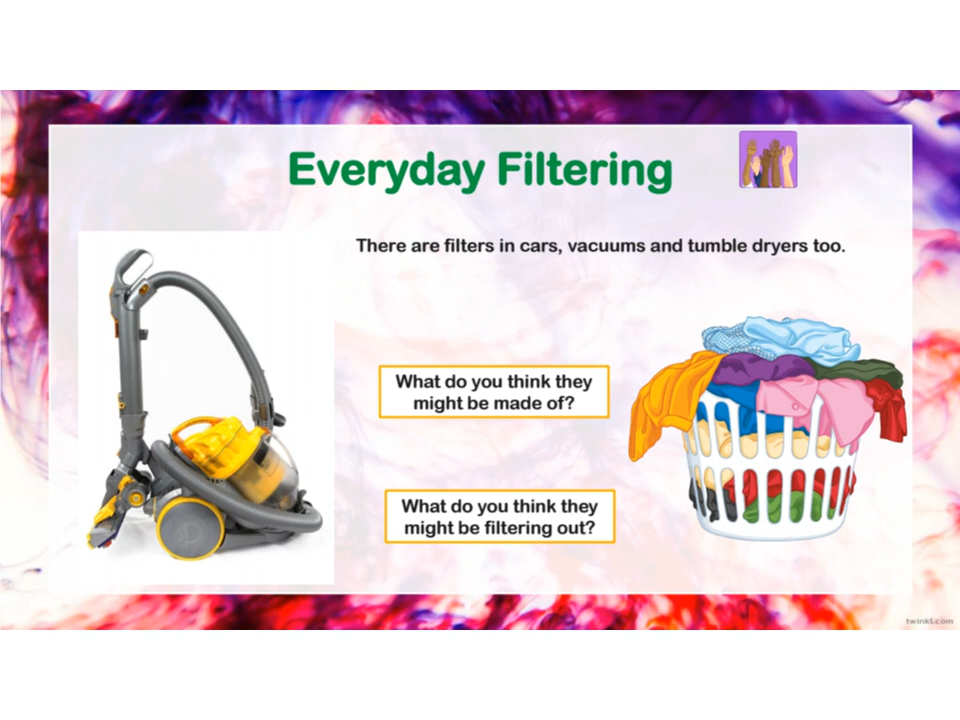 Everyday Filtering
There are filters in cars, vacuums and tumble dryers too.
What do you think they
might be made of?
What do you think they
might be filtering out?
twinkl.com